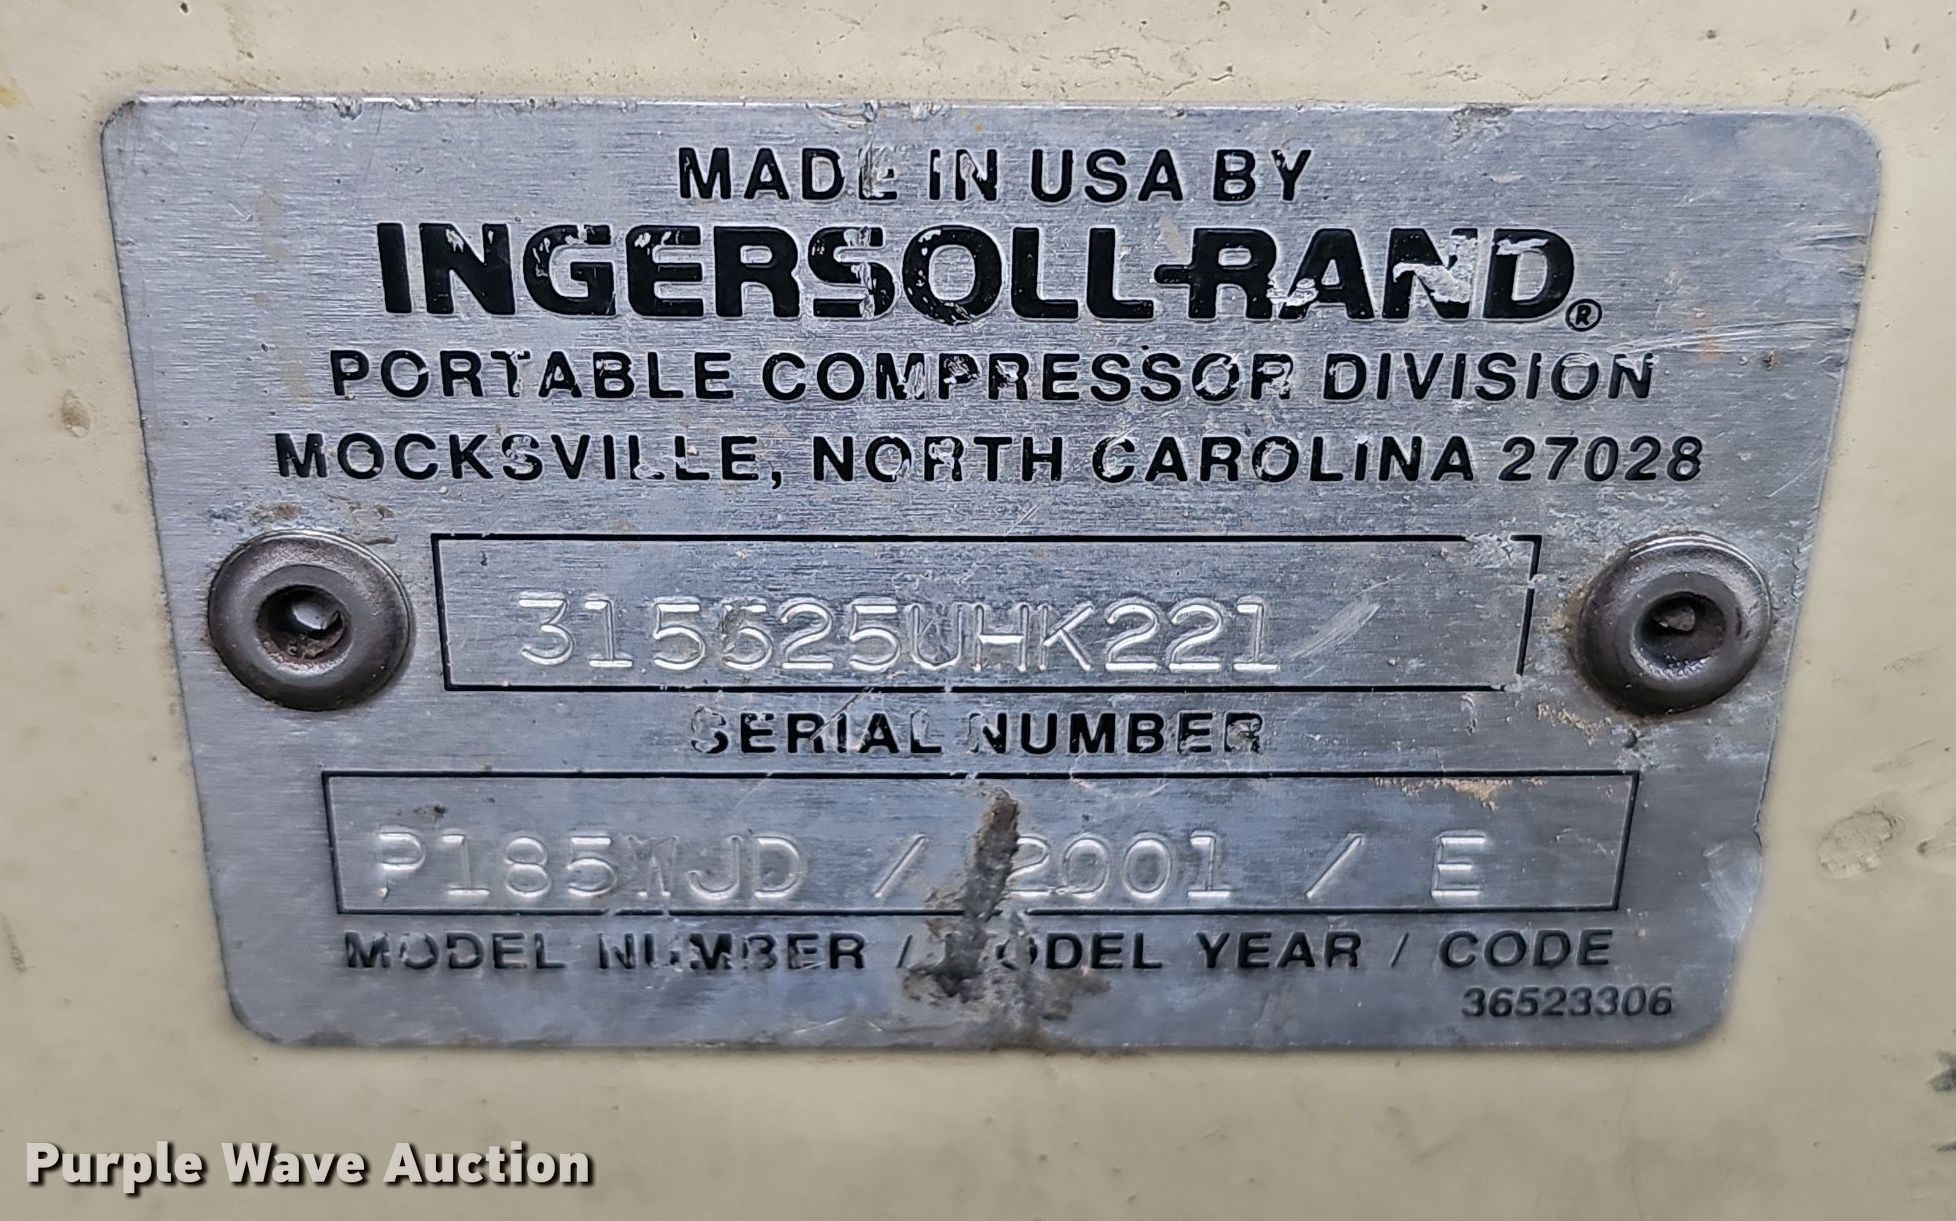 MADE IN USA BY
INGERSOLL-RAND®
PORTABLE COMPRESSOR DIVISION
MOCKSVILLE, NORTH CAROLINA 27028
315625UHK221
SERIAL NUMBER
P185WJD / 2001 / E
MODEL NUMBER / MODEL YEAR / CODE
36523306
Purple Wave Auction